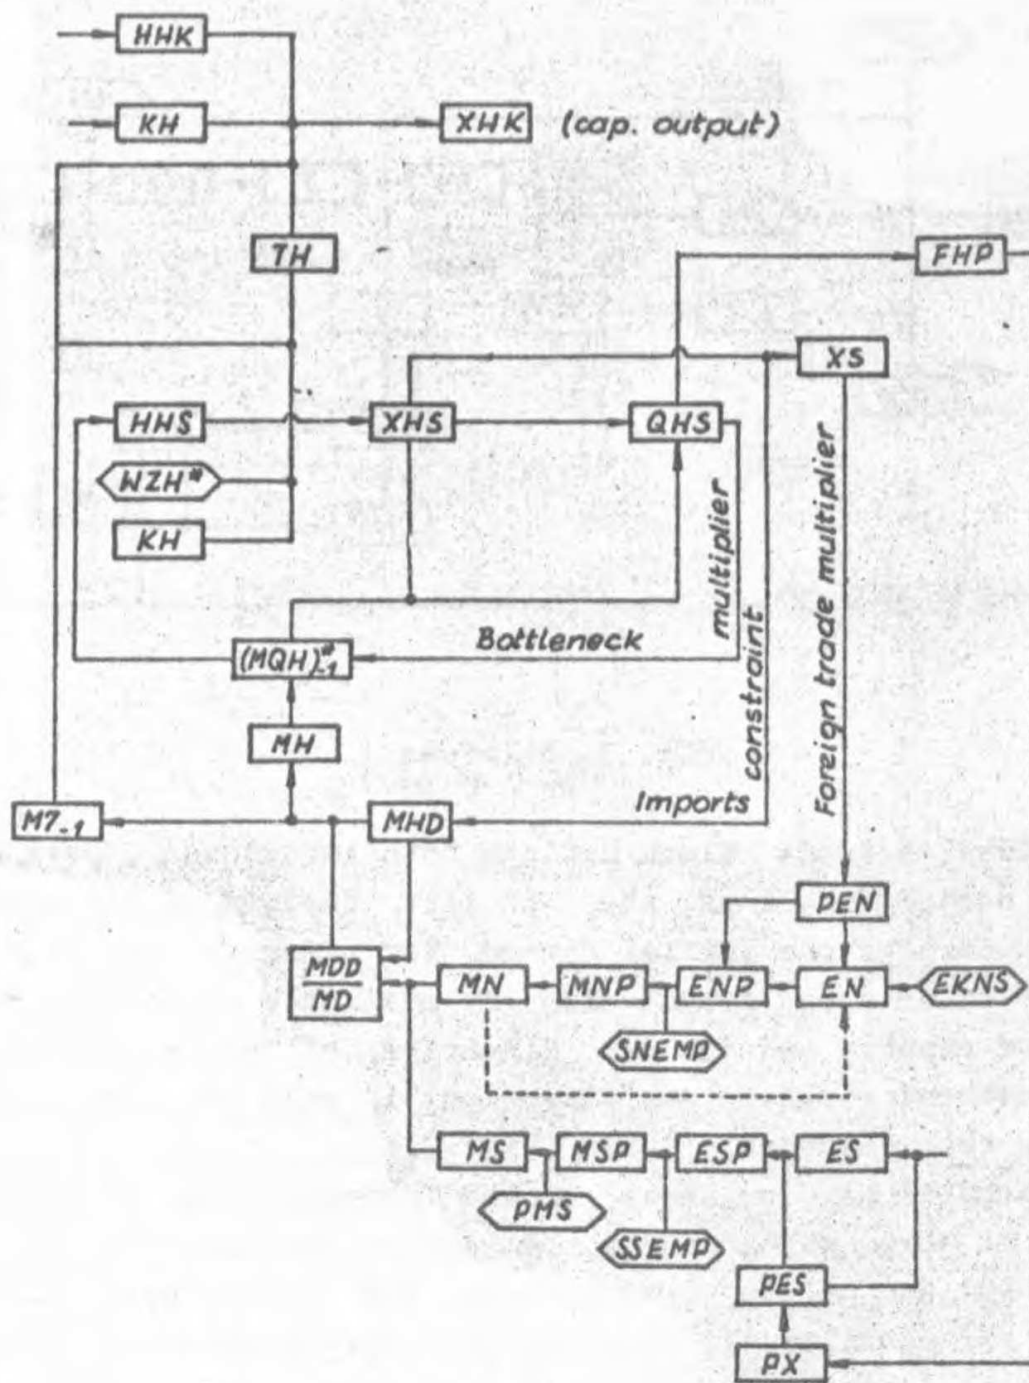 HHK
KH
XHK (cap. output)
TH
FHP
XS
HHS
XHS
QHS
WZH*
KH
multiplier
Bottleneck
(MQH)*-1
MH
constraint
Imports
Foreign trade multiplier
M7-1
MHD
PEN
MDD
MD
MN
MNP
ENP
EN
EKNS
SNEMP
MS
MSP
ESP
ES
PMS
SSEMP
PES
PX